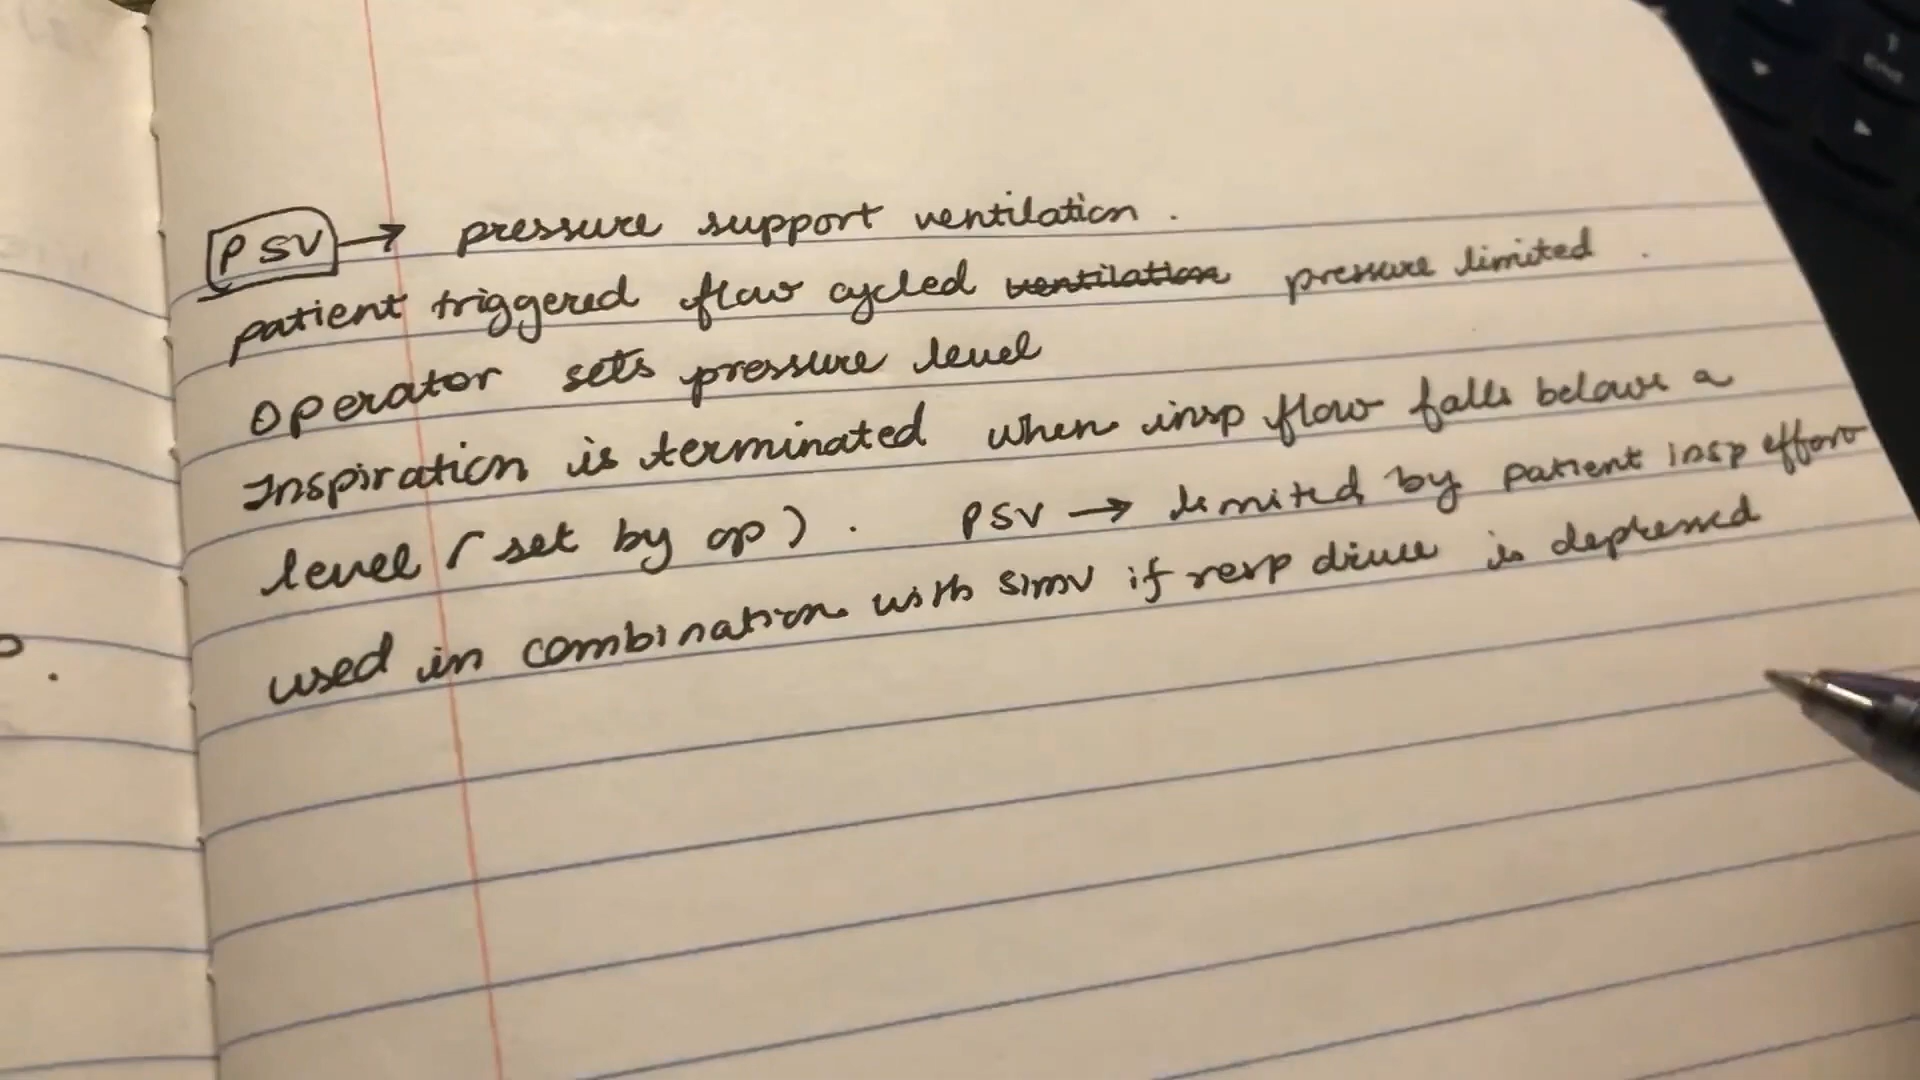 PSV → pressure support ventilation .
patient triggered flow cycled ventilation pressure limited .
Operator sets pressure level
Inspiration is terminated when insp flow falls below a
level ( set by op ) . PSV → limited by patient insp effort
used in combination with SIMV if resp drive is depressed
End